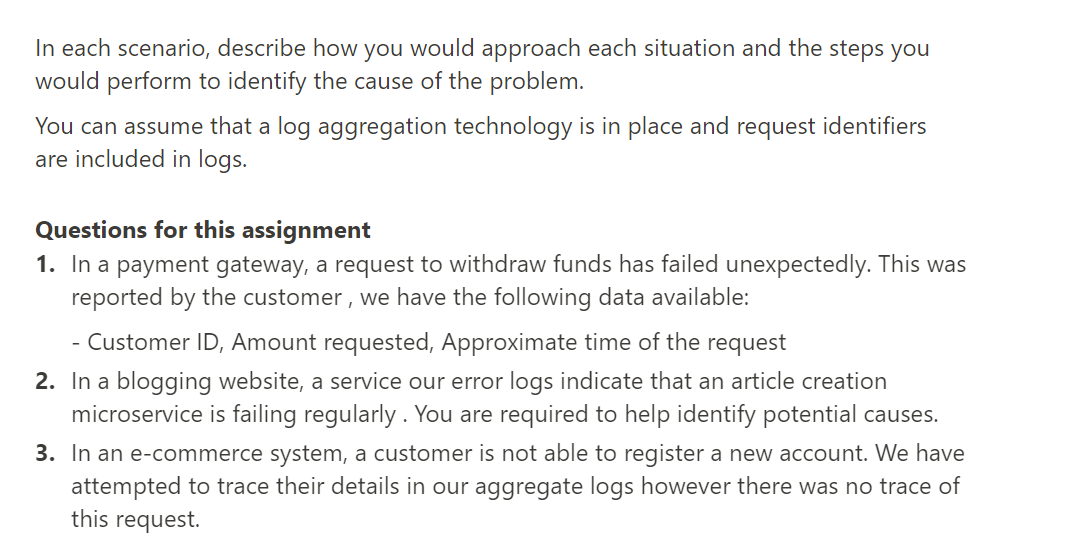 In each scenario, describe how you would approach each situation and the steps you
would perform to identify the cause of the problem.
You can assume that a log aggregation technology is in place and request identifiers
are included in logs.
Questions for this assignment
1. In a payment gateway, a request to withdraw funds has failed unexpectedly. This was
reported by the customer , we have the following data available:
- Customer ID, Amount requested, Approximate time of the request
2. In a blogging website, a service our error logs indicate that an article creation
microservice is failing regularly . You are required to help identify potential causes.
3. In an e-commerce system, a customer is not able to register a new account. We have
attempted to trace their details in our aggregate logs however there was no trace of
this request.